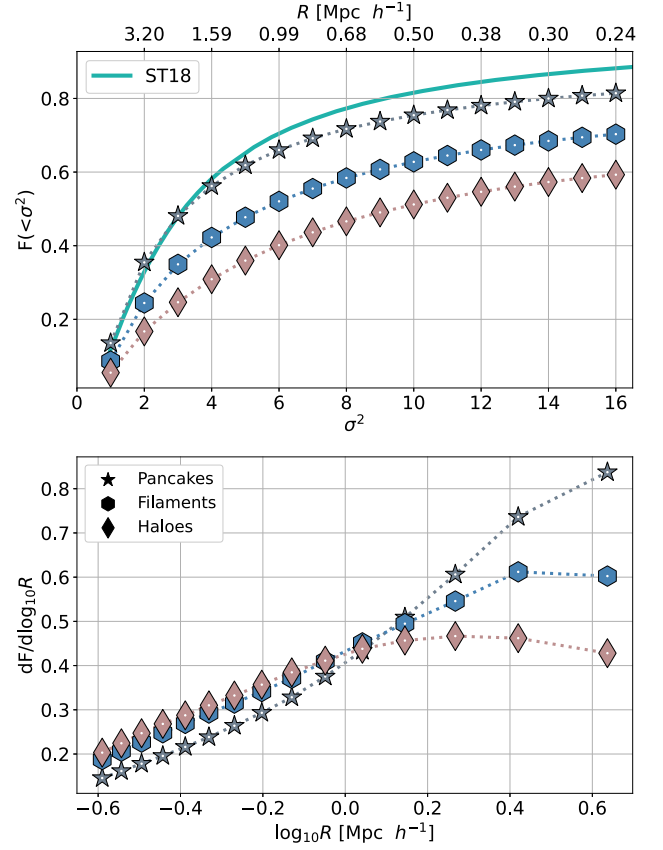 R [Mpc h⁻¹]
3.20 1.59 0.99 0.68 0.50 0.38 0.30 0.24
ST18
0.8
0.6
0.4
0.2
F(<σ²)
0 2 4 6 8 10 12 14 16
σ²
Pancakes
Filaments
Haloes
0.8
0.7
0.6
0.5
0.4
0.3
0.2
dF/dlog₁₀R
−0.6 −0.4 −0.2 0.0 0.2 0.4 0.6
log₁₀R [Mpc h⁻¹]